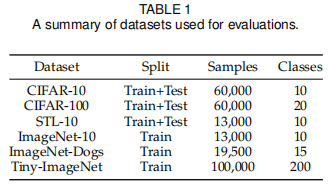 TABLE 1
A summary of datasets used for evaluations.
Dataset Split Samples Classes
CIFAR-10 Train+Test 60,000 10
CIFAR-100 Train+Test 60,000 20
STL-10 Train+Test 13,000 10
ImageNet-10 Train 13,000 10
ImageNet-Dogs Train 19,500 15
Tiny-ImageNet Train 100,000 200